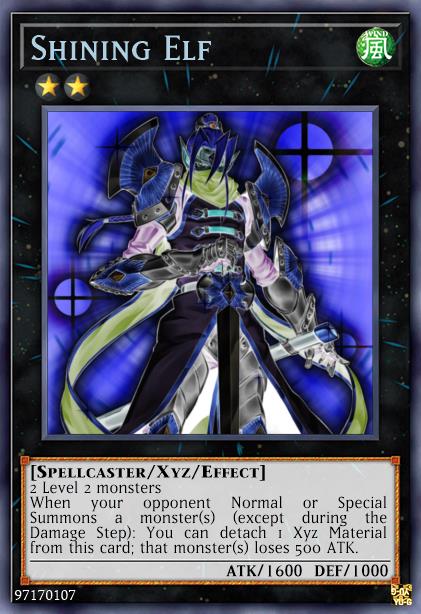 Shining Elf
WIND
風
[Spellcaster/Xyz/Effect]
2 Level 2 monsters
When your opponent Normal or Special
Summons a monster(s) (except during the
Damage Step): You can detach 1 Xyz Material
from this card; that monster(s) loses 500 ATK.
ATK/1600 DEF/1000
97170107